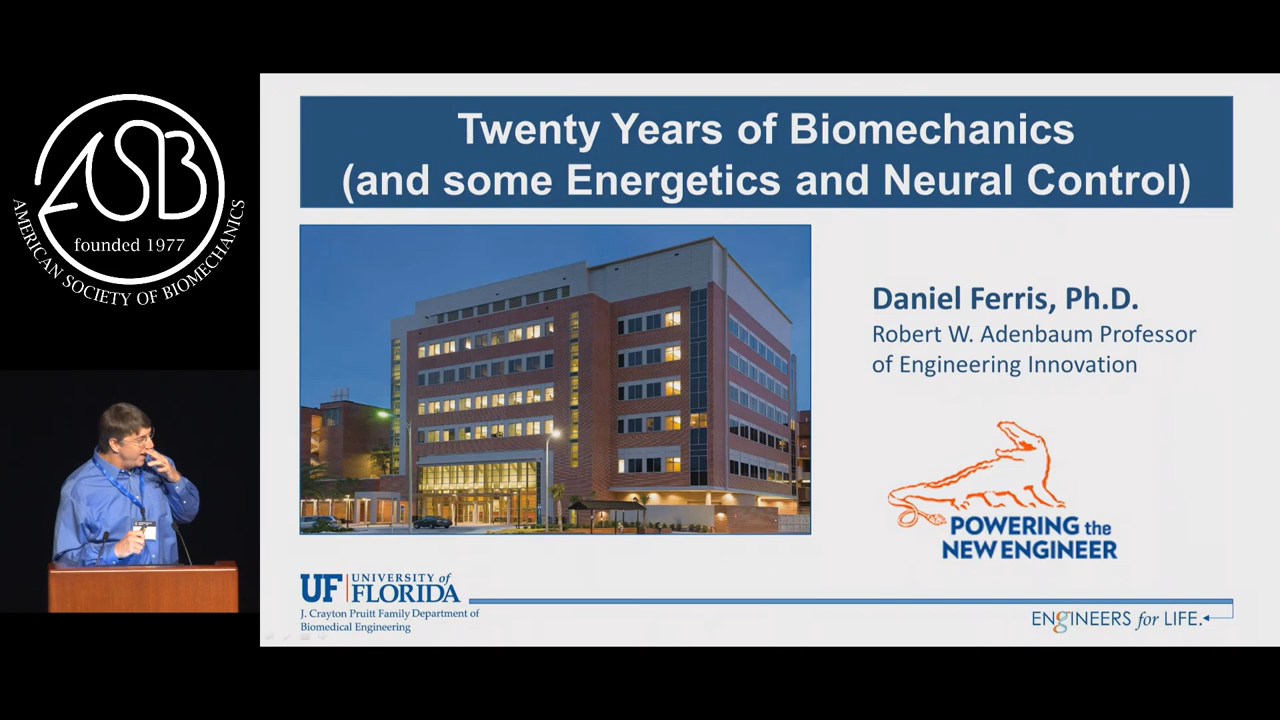 ASB
founded 1977
AMERICAN SOCIETY OF BIOMECHANICS
Twenty Years of Biomechanics
(and some Energetics and Neural Control)
Daniel Ferris, Ph.D.
Robert W. Adenbaum Professor
of Engineering Innovation
POWERING the
NEW ENGINEER
UF UNIVERSITY of
FLORIDA
J. Crayton Pruitt Family Department of
Biomedical Engineering
ENGINEERS for LIFE.